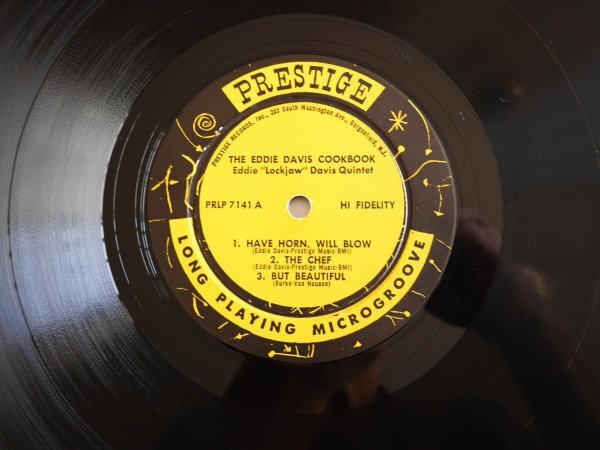 PRESTIGE
PRESTIGE RECORDS, INC., 203 South Washington Ave., Bergenfield, N.J.
THE EDDIE DAVIS COOKBOOK
Eddie "Lockjaw" Davis Quintet
PRLP 7141 A HI FIDELITY
1. HAVE HORN, WILL BLOW
(Eddie Davis-Prestige Music-BMI)
2. THE CHEF
(Eddie Davis-Prestige Music-BMI)
3. BUT BEAUTIFUL
(Burke-Van Heusen)
LONG PLAYING MICROGROOVE